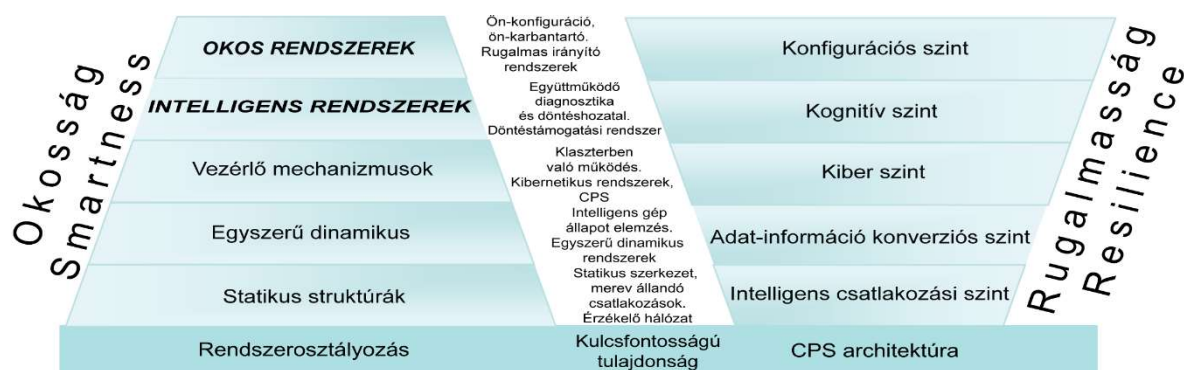 Okosság
Smartness
OKOS RENDSZEREK
INTELLIGENS RENDSZEREK
Vezérlő mechanizmusok
Egyszerű dinamikus
Statikus struktúrák
Rendszerosztályozás
Ön-konfiguráció,
ön-karbantartó.
Rugalmas irányító
rendszerek
Együttműködő
diagnosztika
és döntéshozatal.
Döntéstámogatási rendszer
Klaszterben
való működés.
Kibernetikus rendszerek,
CPS
Intelligens gép
állapot elemzés.
Egyszerű dinamikus
rendszerek
Statikus szerkezet,
merev állandó
csatlakozások.
Érzékelő hálózat
Kulcsfontosságú
tulajdonság
Konfigurációs szint
Kognitív szint
Kiber szint
Adat-információ konverziós szint
Intelligens csatlakozási szint
CPS architektúra
Rugalmasság
Resilience